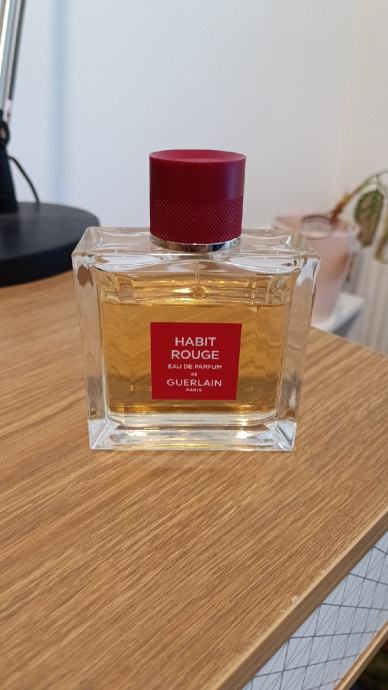 HABIT
ROUGE
EAU DE PARFUM
DE
GUERLAIN
PARIS